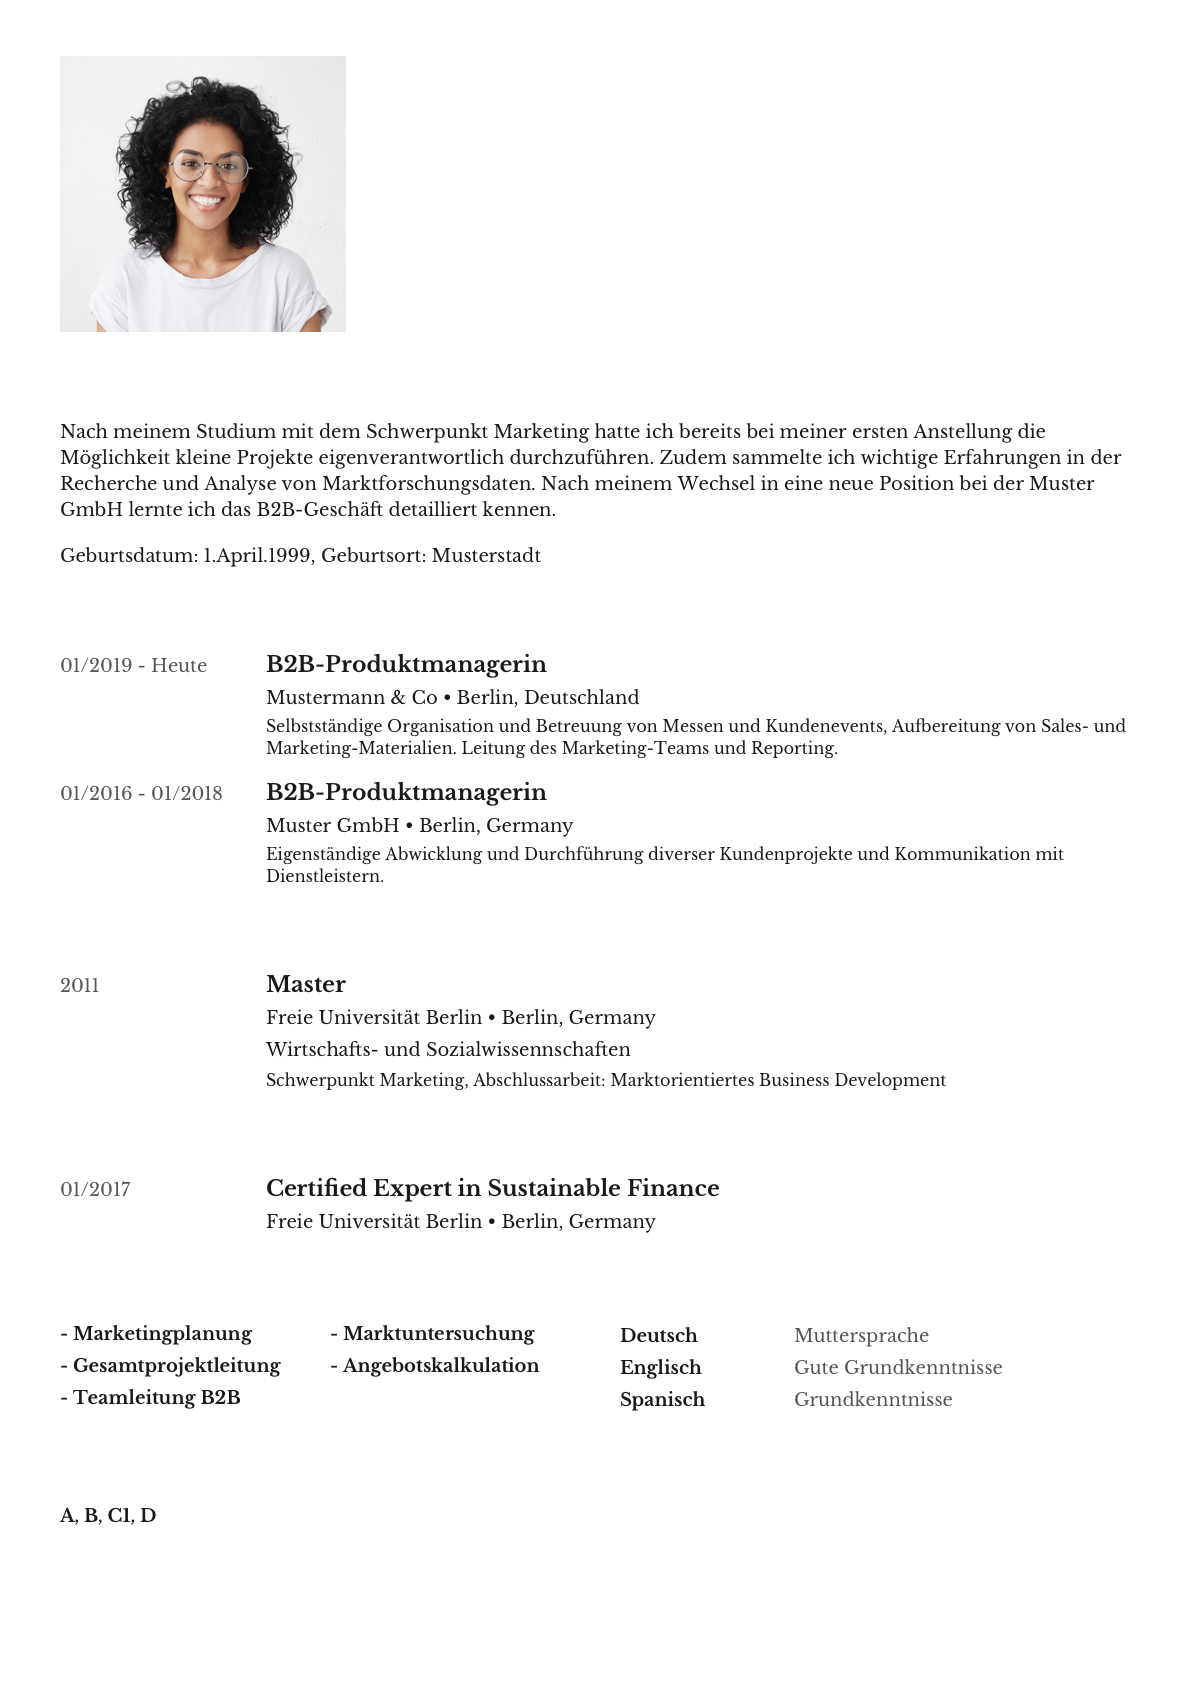 Nach meinem Studium mit dem Schwerpunkt Marketing hatte ich bereits bei meiner ersten Anstellung die
Möglichkeit kleine Projekte eigenverantwortlich durchzuführen. Zudem sammelte ich wichtige Erfahrungen in der
Recherche und Analyse von Marktforschungsdaten. Nach meinem Wechsel in eine neue Position bei der Muster
GmbH lernte ich das B2B-Geschäft detailliert kennen.
Geburtsdatum: 1.April.1999, Geburtsort: Musterstadt
01/2019 - Heute B2B-Produktmanagerin
Mustermann & Co • Berlin, Deutschland
Selbstständige Organisation und Betreuung von Messen und Kundenevents, Aufbereitung von Sales- und
Marketing-Materialien. Leitung des Marketing-Teams und Reporting.
01/2016 - 01/2018 B2B-Produktmanagerin
Muster GmbH • Berlin, Germany
Eigenständige Abwicklung und Durchführung diverser Kundenprojekte und Kommunikation mit
Dienstleistern.
2011 Master
Freie Universität Berlin • Berlin, Germany
Wirtschafts- und Sozialwissennschaften
Schwerpunkt Marketing, Abschlussarbeit: Marktorientiertes Business Development
01/2017 Certified Expert in Sustainable Finance
Freie Universität Berlin • Berlin, Germany
- Marketingplanung - Marktuntersuchung
- Gesamtprojektleitung - Angebotskalkulation
- Teamleitung B2B
Deutsch Muttersprache
Englisch Gute Grundkenntnisse
Spanisch Grundkenntnisse
A, B, C1, D